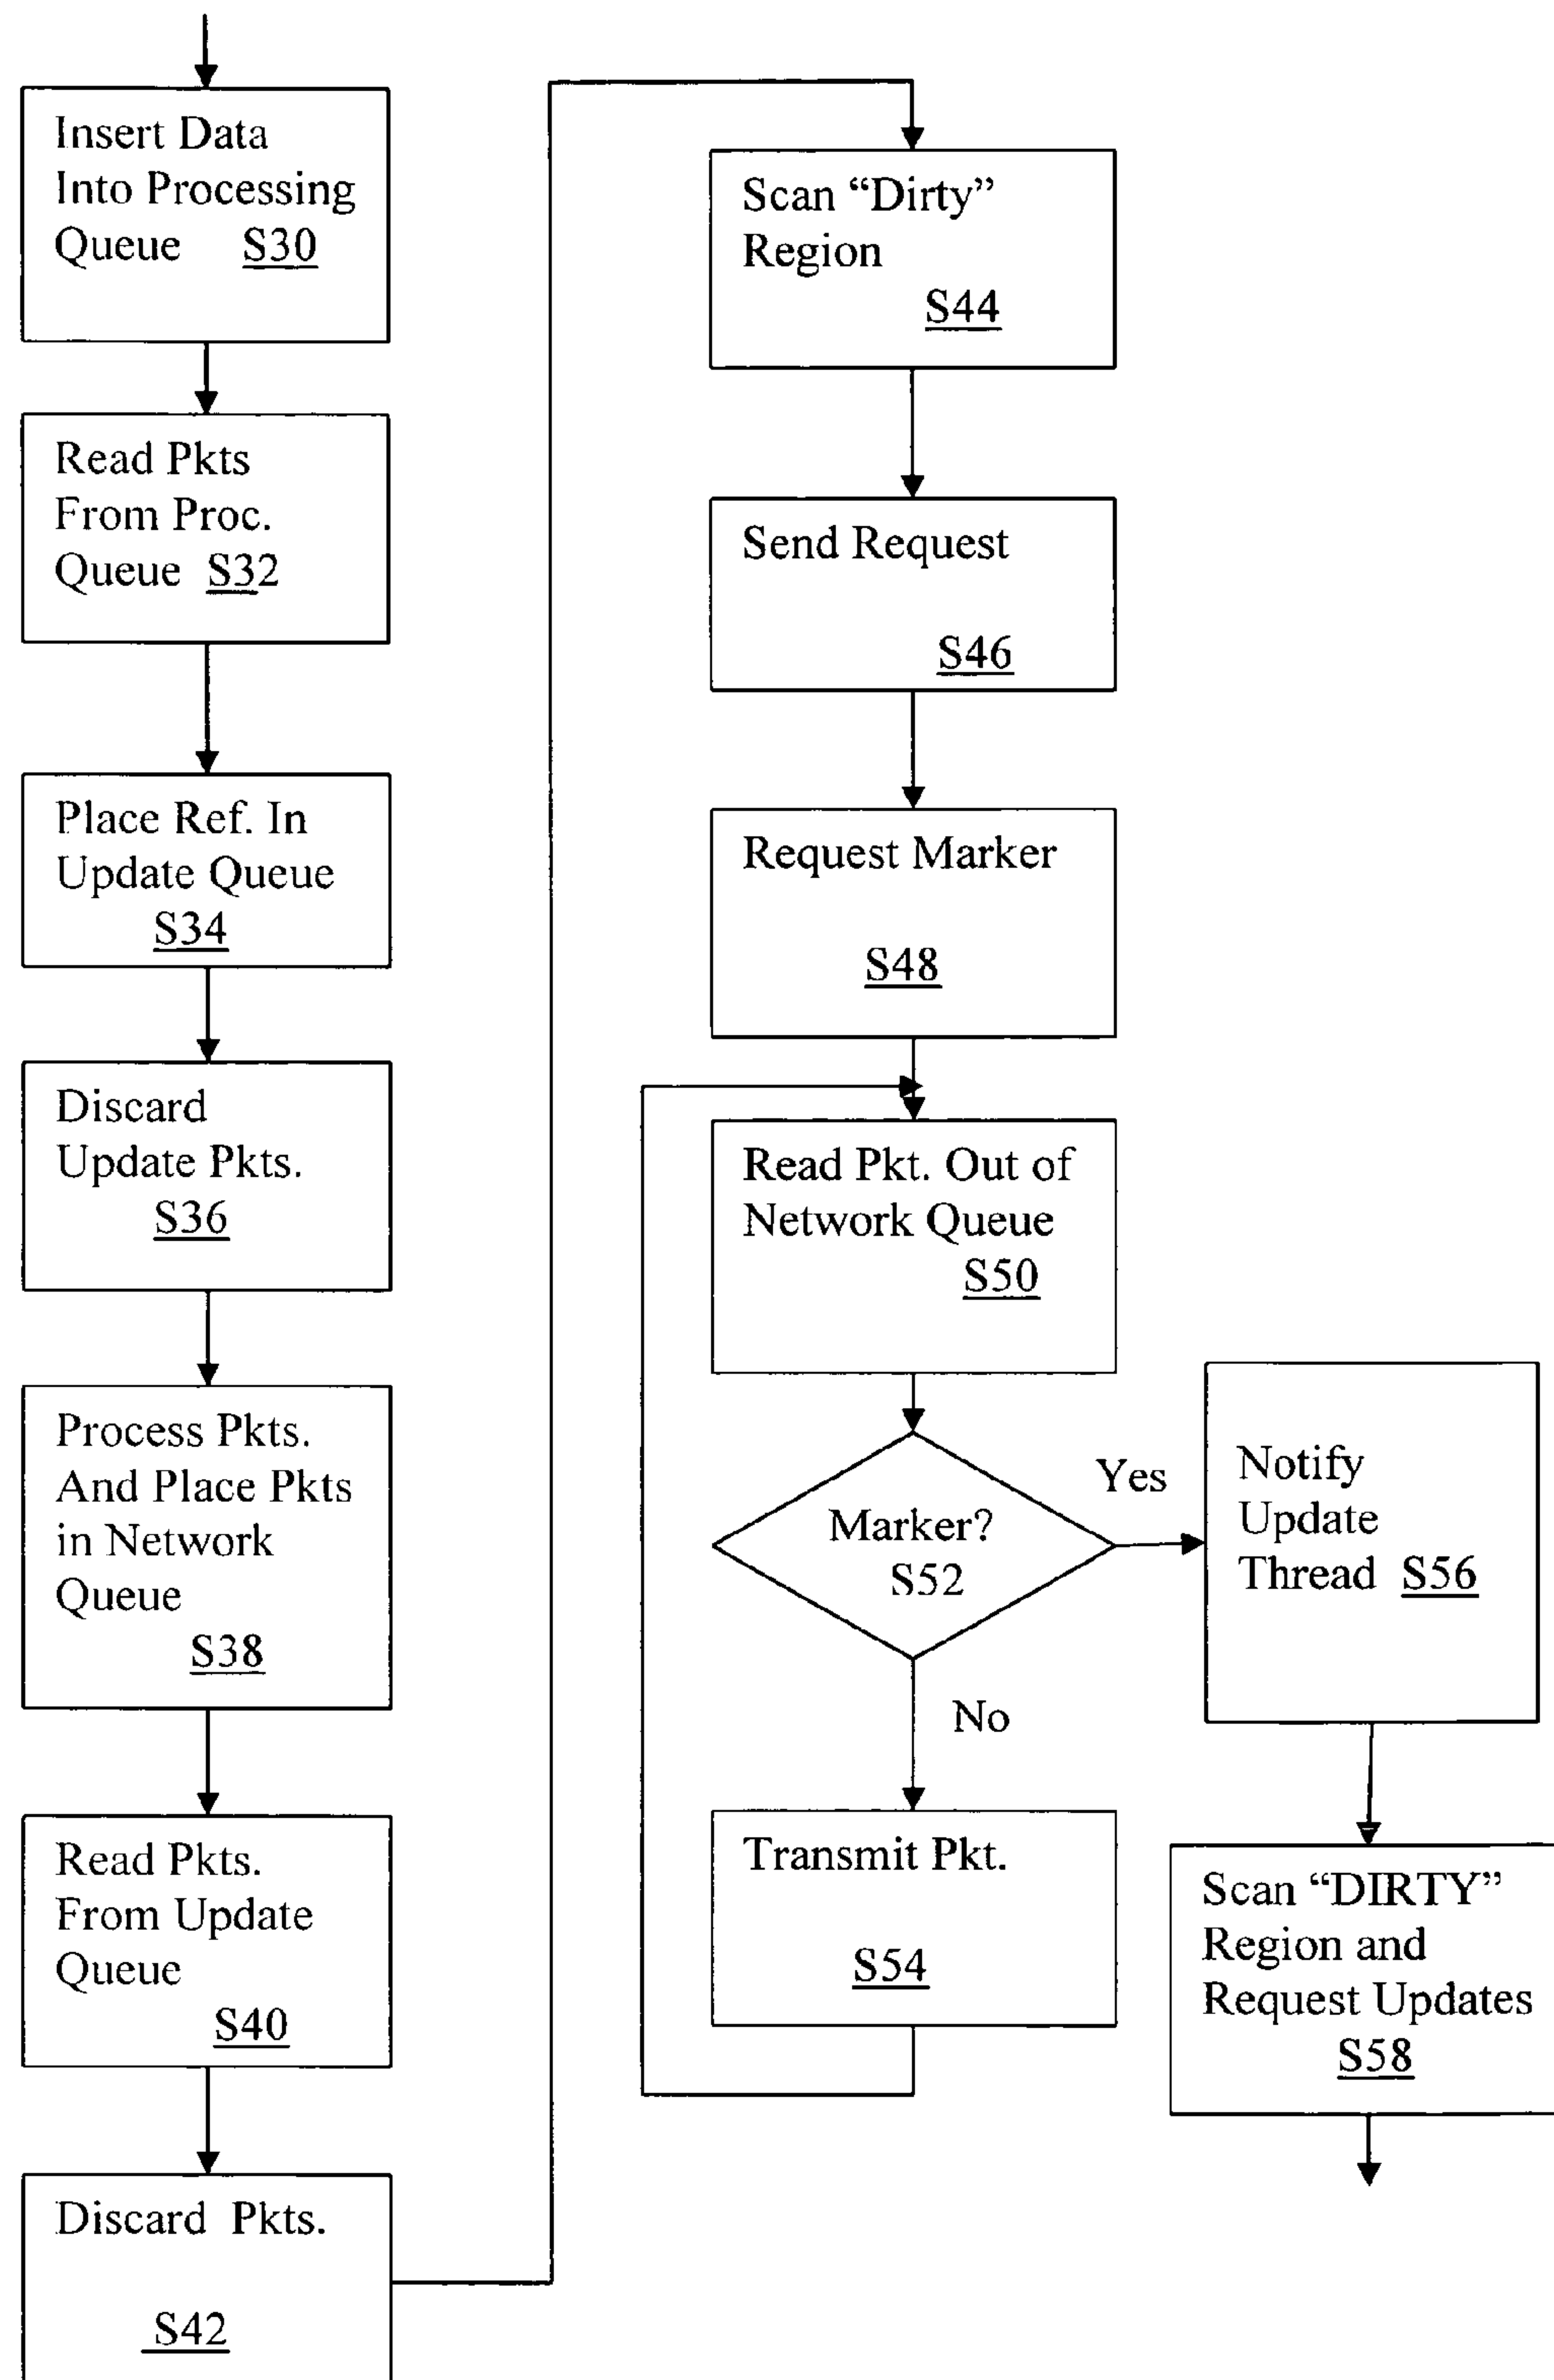 Insert Data
Into Processing
Queue S30
Read Pkts
From Proc.
Queue S32
Place Ref. In
Update Queue
S34
Discard
Update Pkts.
S36
Process Pkts.
And Place Pkts
in Network
Queue
S38
Read Pkts.
From Update
Queue
S40
Discard Pkts.
S42
Scan “Dirty”
Region
S44
Send Request
S46
Request Marker
S48
Read Pkt. Out of
Network Queue
S50
Marker?
S52
Yes
No
Transmit Pkt.
S54
Notify
Update
Thread S56
Scan “DIRTY”
Region and
Request Updates
S58